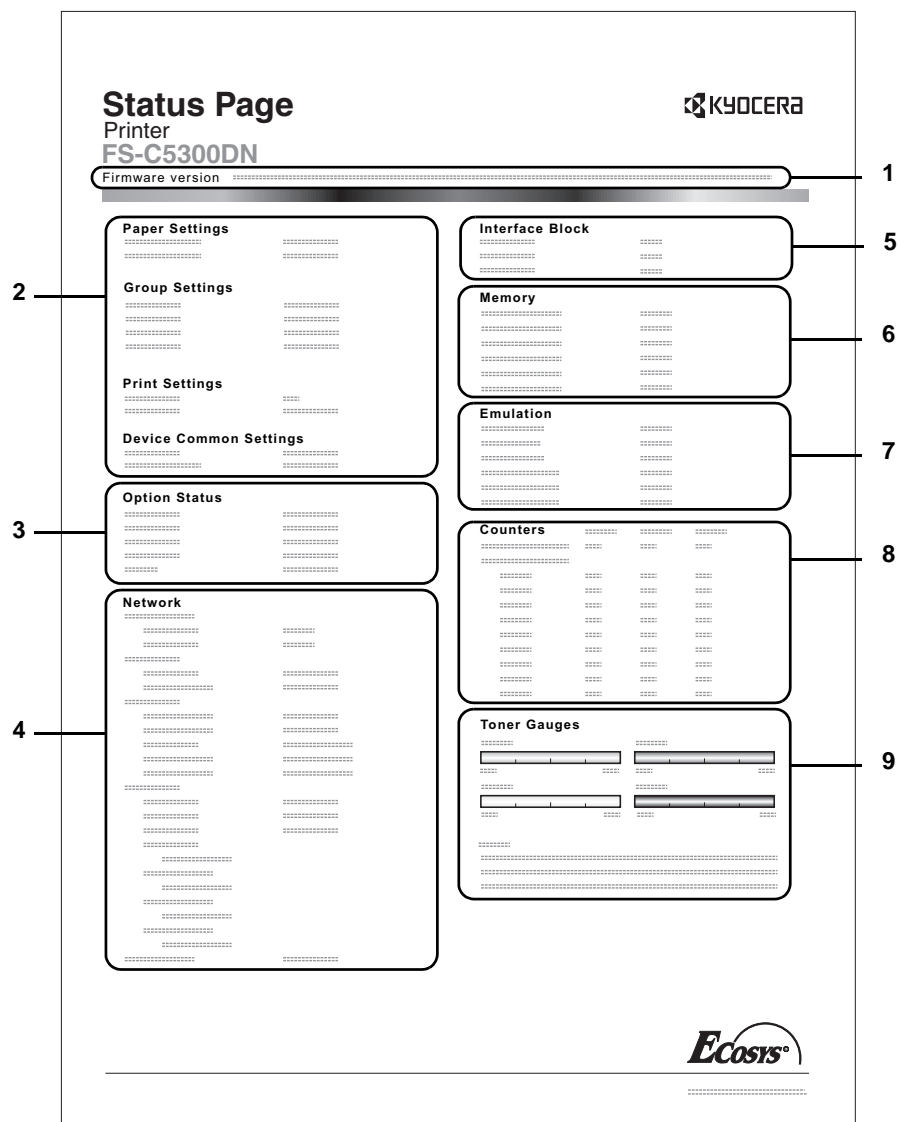 Status Page
KYOCERA
Printer
FS-C5300DN
Firmware version
1
Paper Settings
Group Settings
Print Settings
Device Common Settings
2
Option Status
3
Network
4
Interface Block
5
Memory
6
Emulation
7
Counters
8
Toner Gauges
9
ECOSYS